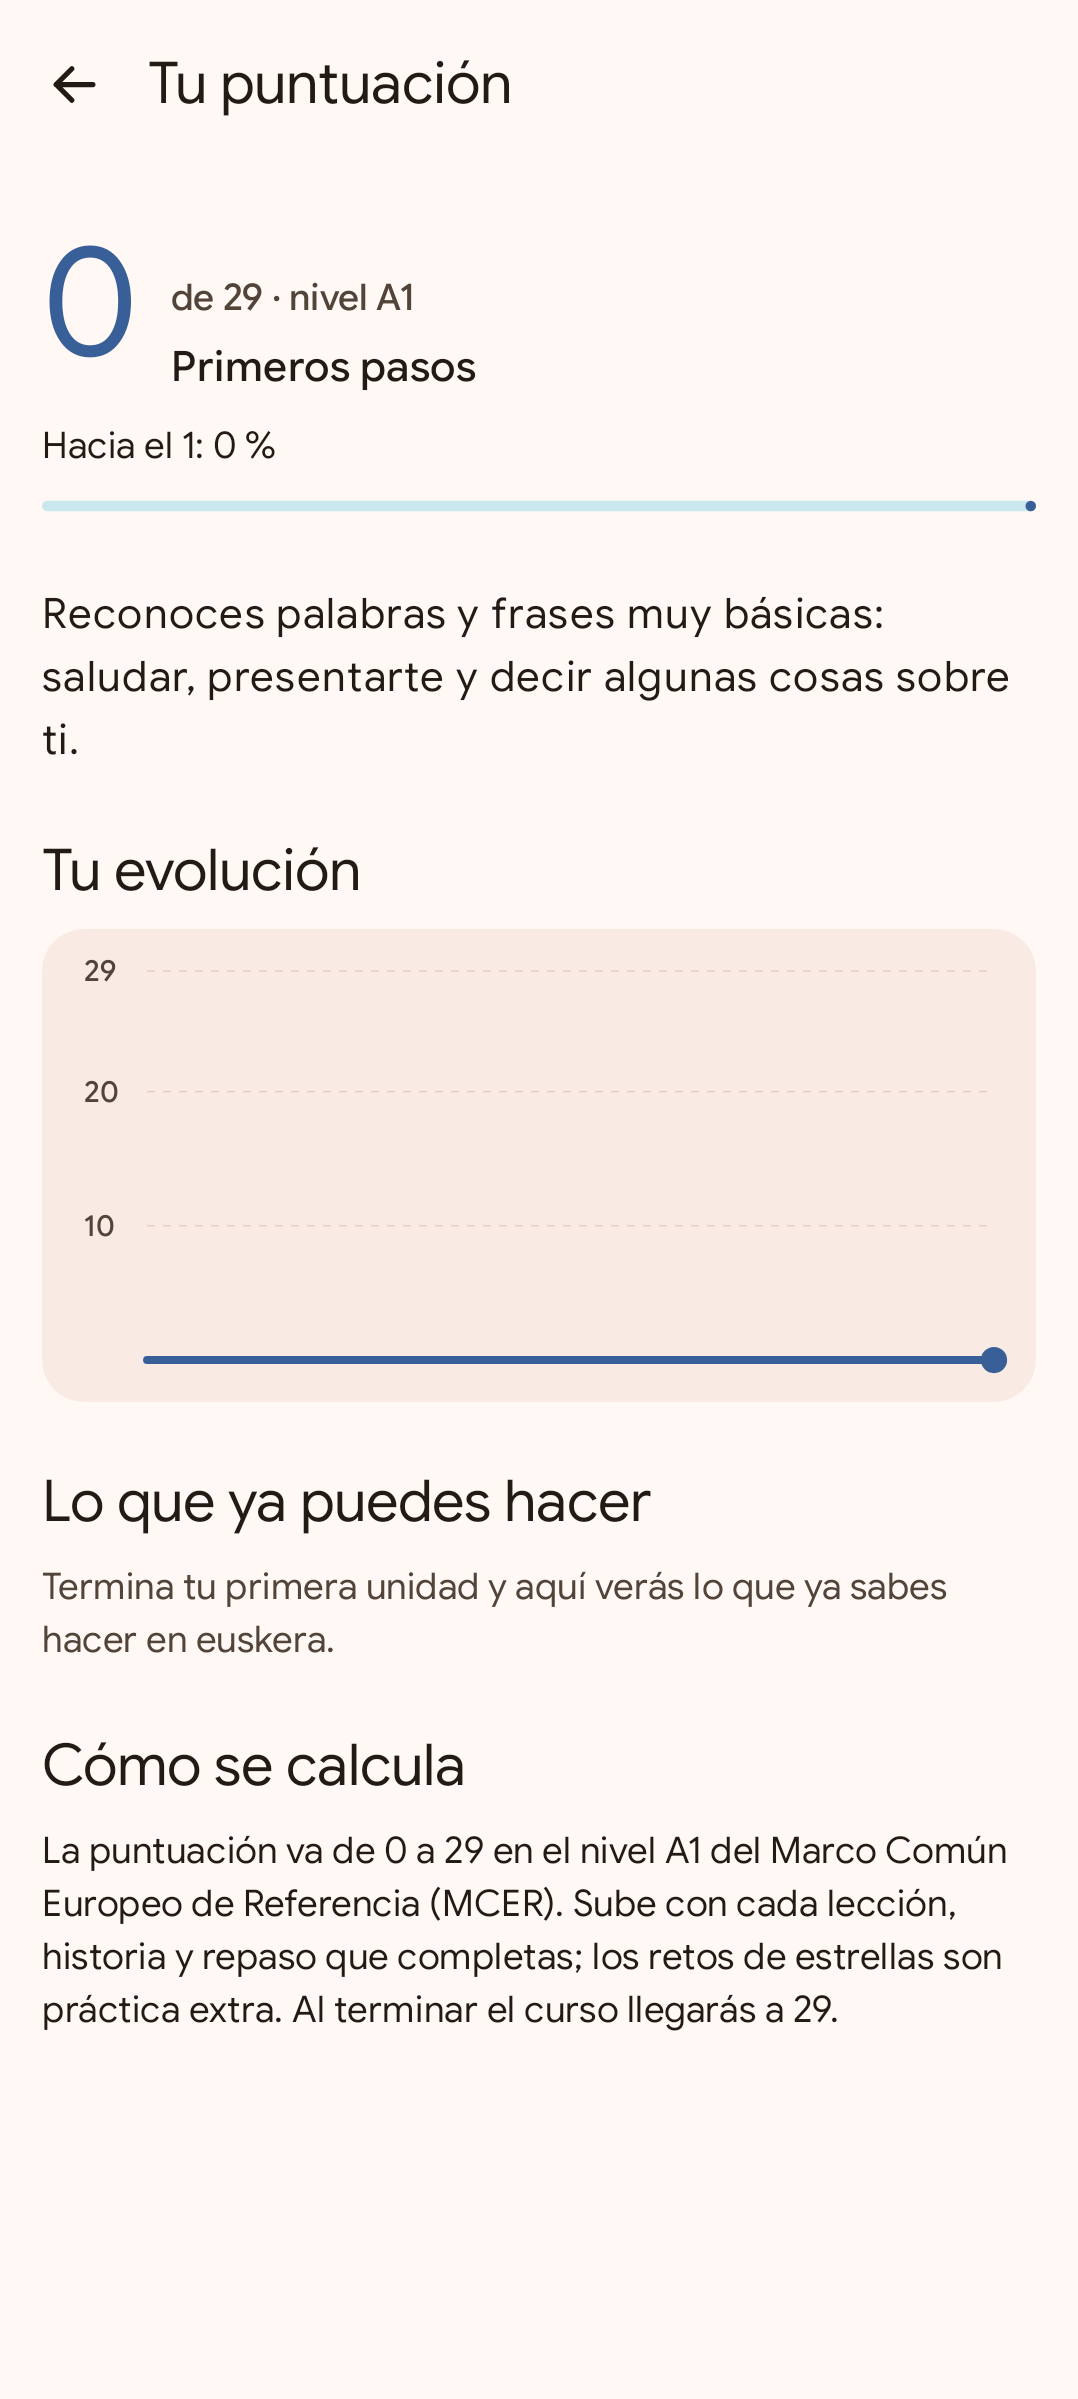 Tu puntuación
0
de 29 · nivel A1
Primeros pasos
Hacia el 1: 0 %
Reconoces palabras y frases muy básicas:
saludar, presentarte y decir algunas cosas sobre
ti.
Tu evolución
29
20
10
Lo que ya puedes hacer
Termina tu primera unidad y aquí verás lo que ya sabes
hacer en euskera.
Cómo se calcula
La puntuación va de 0 a 29 en el nivel A1 del Marco Común
Europeo de Referencia (MCER). Sube con cada lección,
historia y repaso que completas; los retos de estrellas son
práctica extra. Al terminar el curso llegarás a 29.